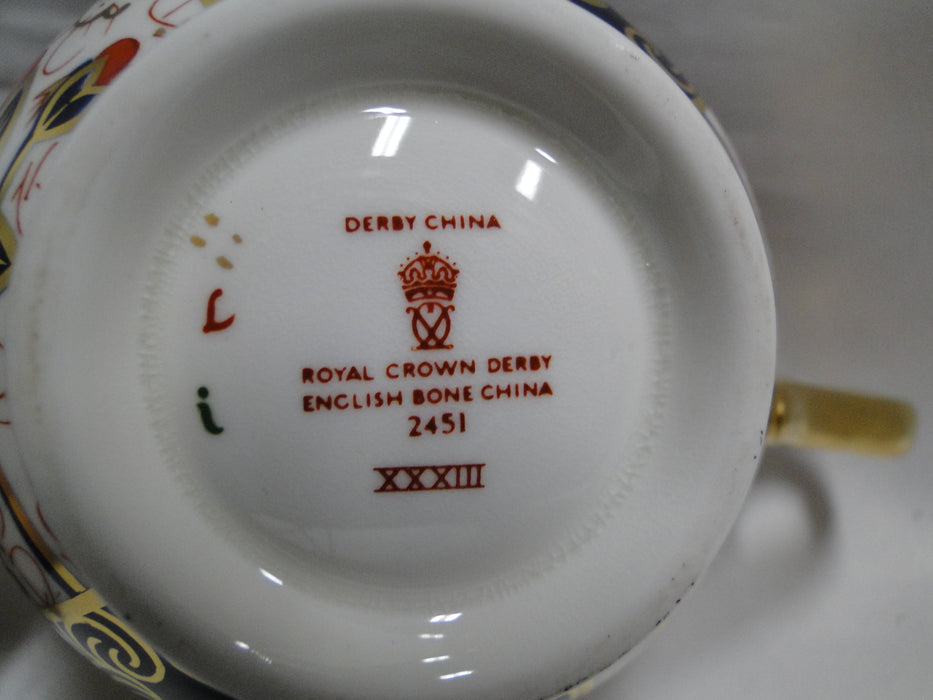 DERBY CHINA
ROYAL CROWN DERBY
ENGLISH BONE CHINA
2451
XXXIII
L
i